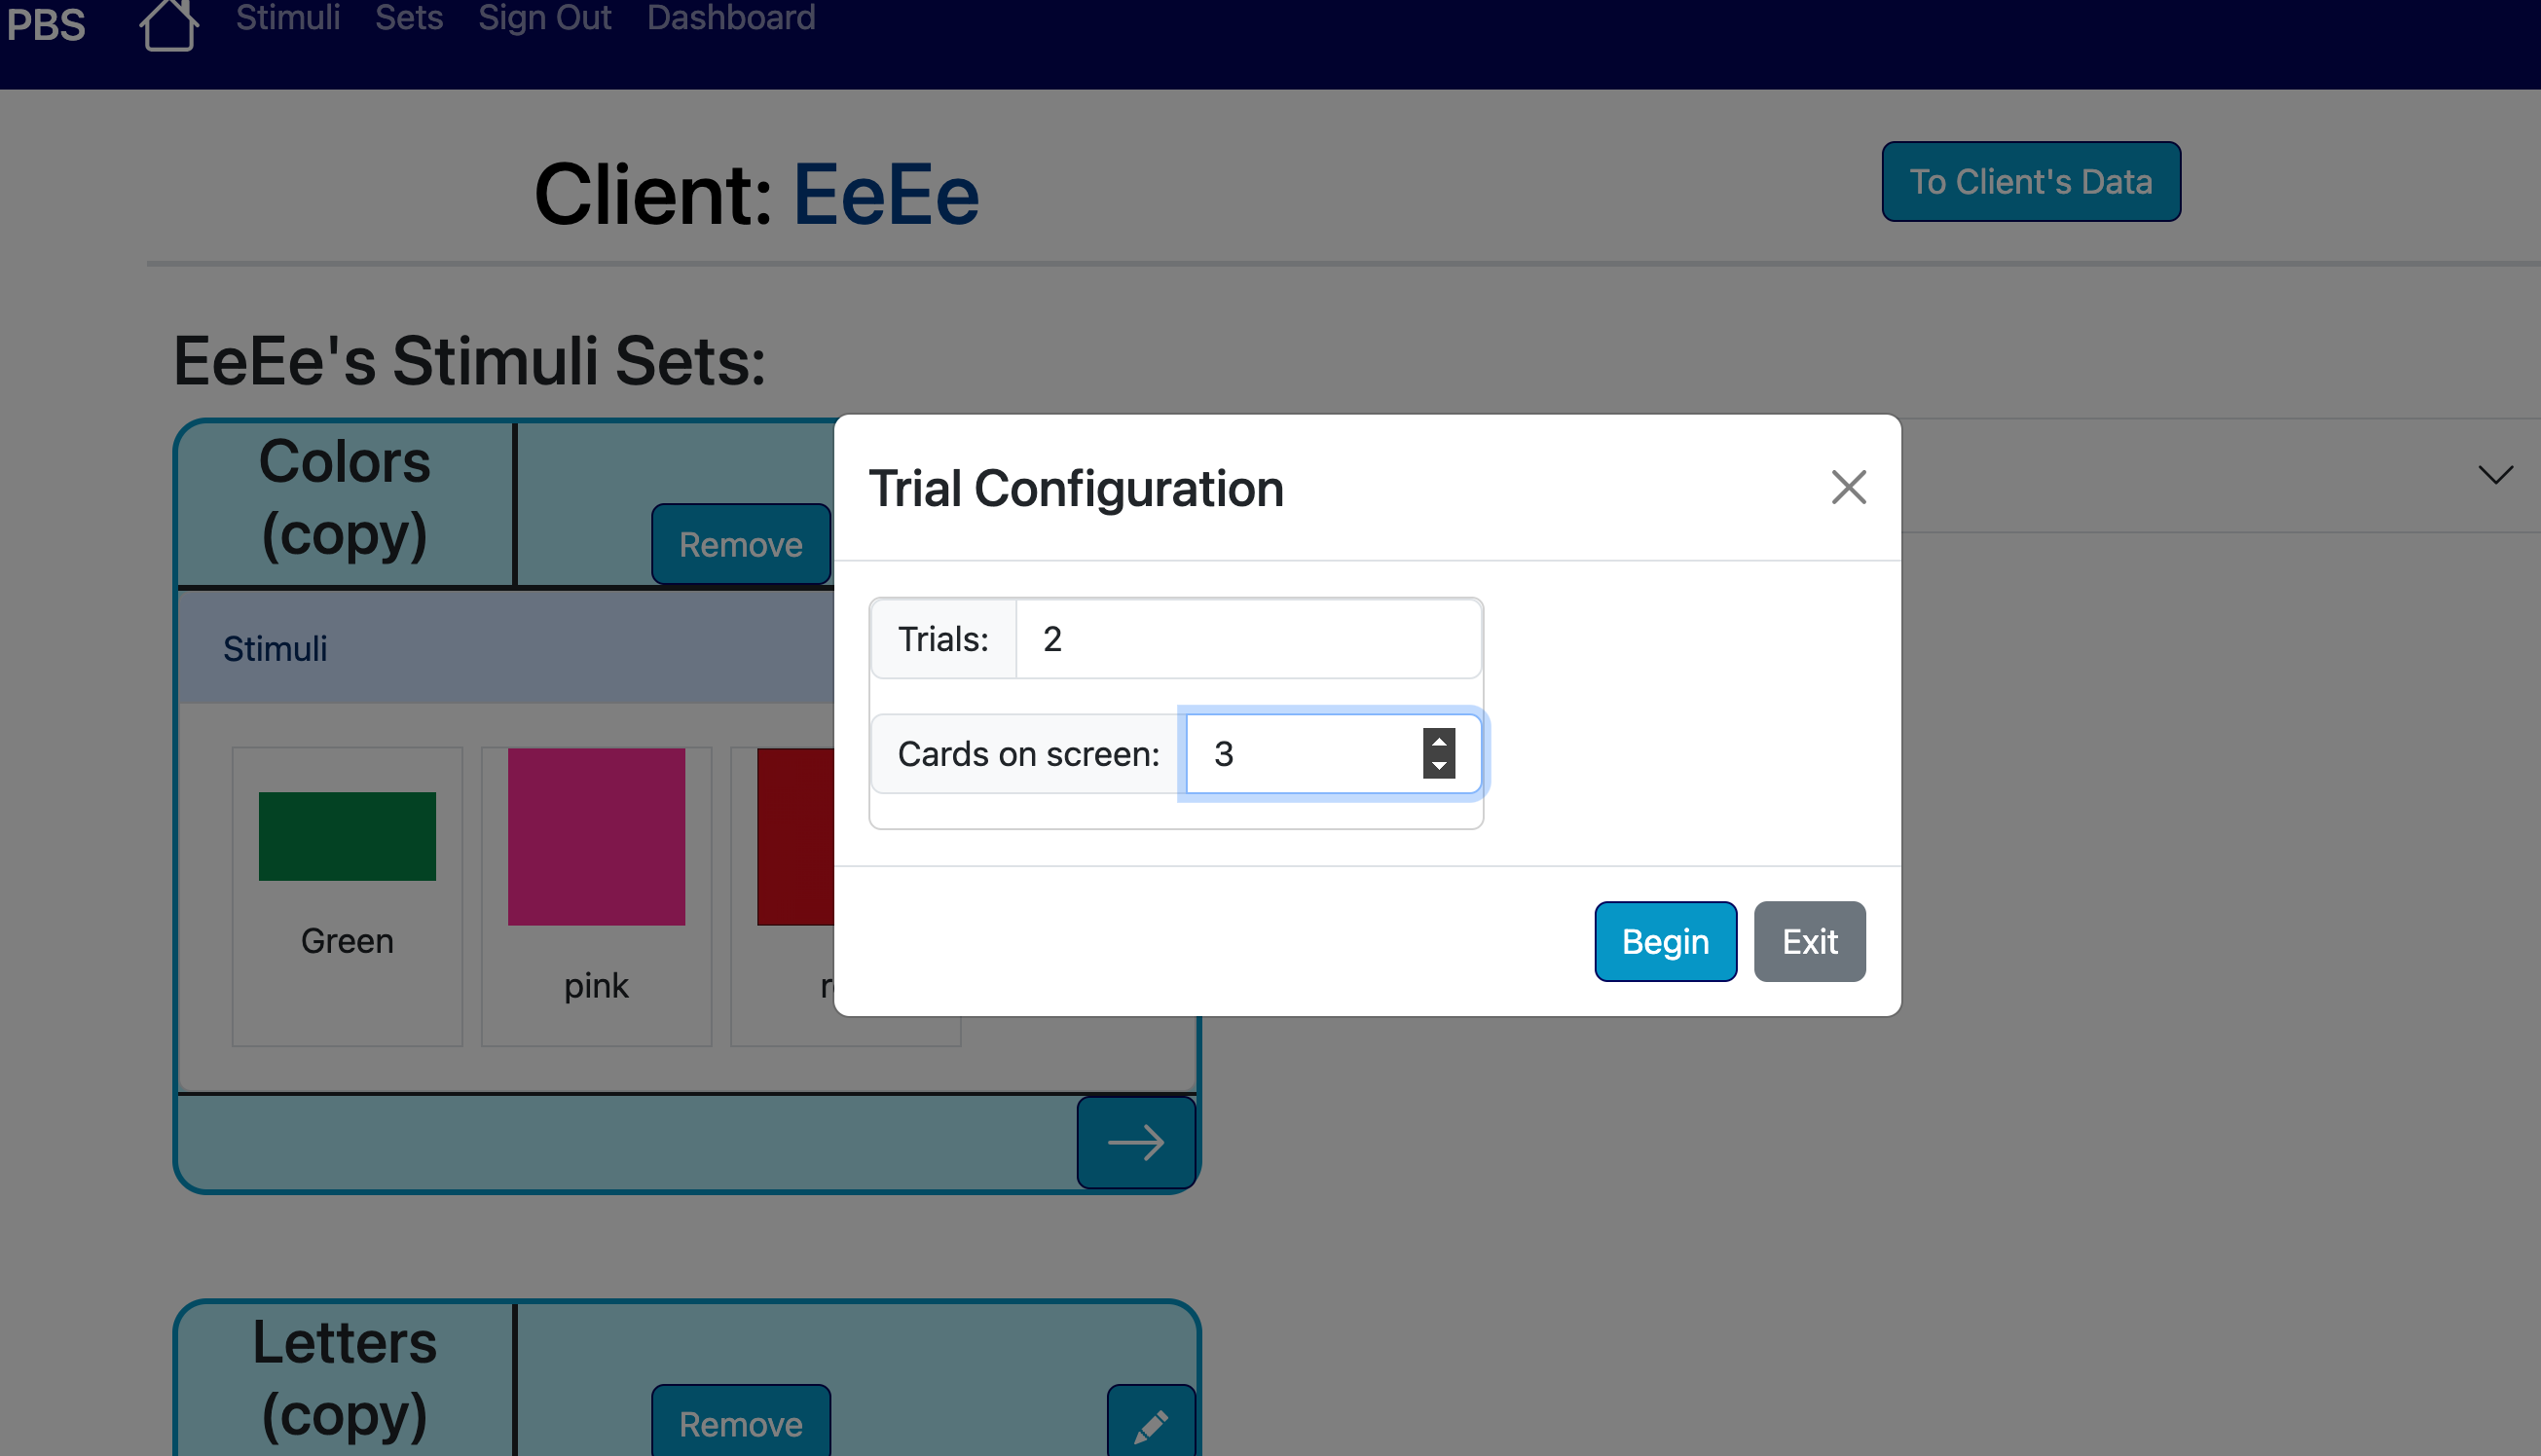 PBS Stimuli Sets Sign Out Dashboard
Client: EeEe
To Client's Data
EeEe's Stimuli Sets:
Colors
(copy)
Remove
Stimuli
Green
pink
Trial Configuration
Trials: 2
Cards on screen: 3
Begin Exit
Letters
(copy)
Remove